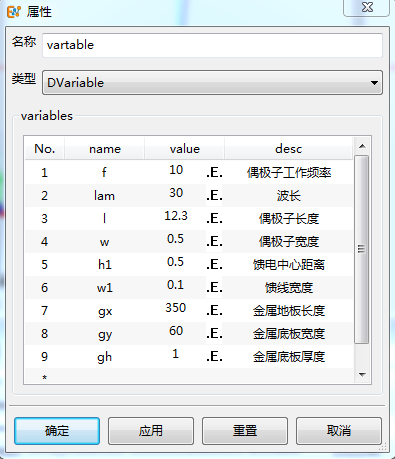 属性
名称 vartable
类型 DVariable
variables
No. name value desc
1 f 10 .E. 偶极子工作频率
2 lam 30 .E. 波长
3 l 12.3 .E. 偶极子长度
4 w 0.5 .E. 偶极子宽度
5 h1 0.5 .E. 馈电中心距离
6 w1 0.1 .E. 馈线宽度
7 gx 350 .E. 金属地板长度
8 gy 60 .E. 金属底板宽度
9 gh 1 .E. 金属底板厚度
*
确定 应用 重置 取消